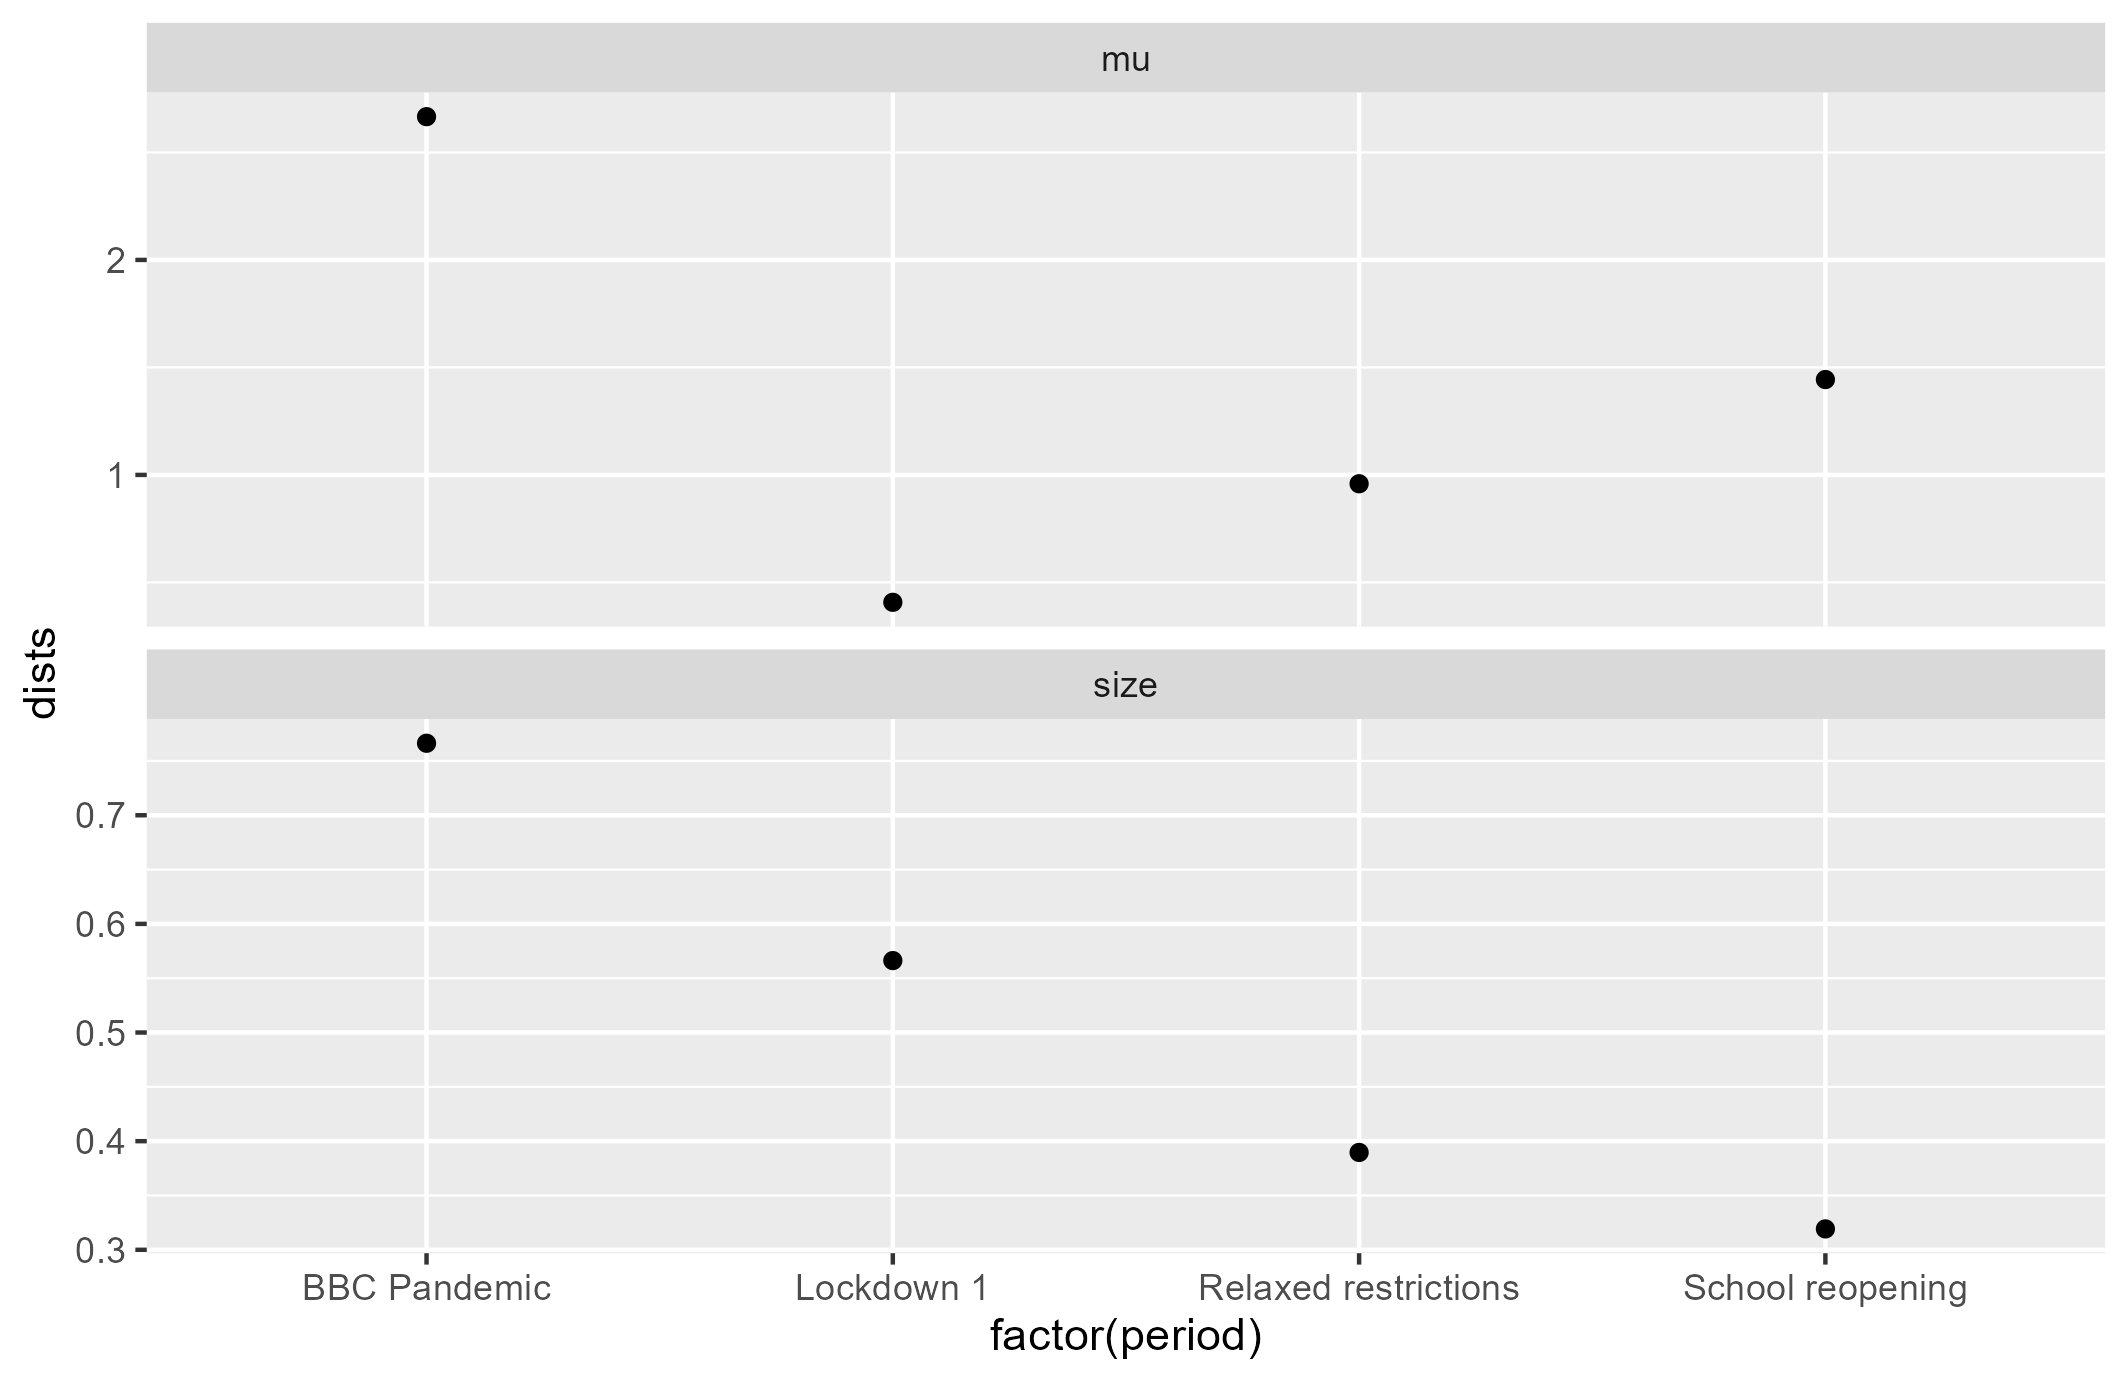 mu
2
1
dists
size
0.7
0.6
0.5
0.4
0.3
BBC Pandemic
Lockdown 1
Relaxed restrictions
School reopening
factor(period)